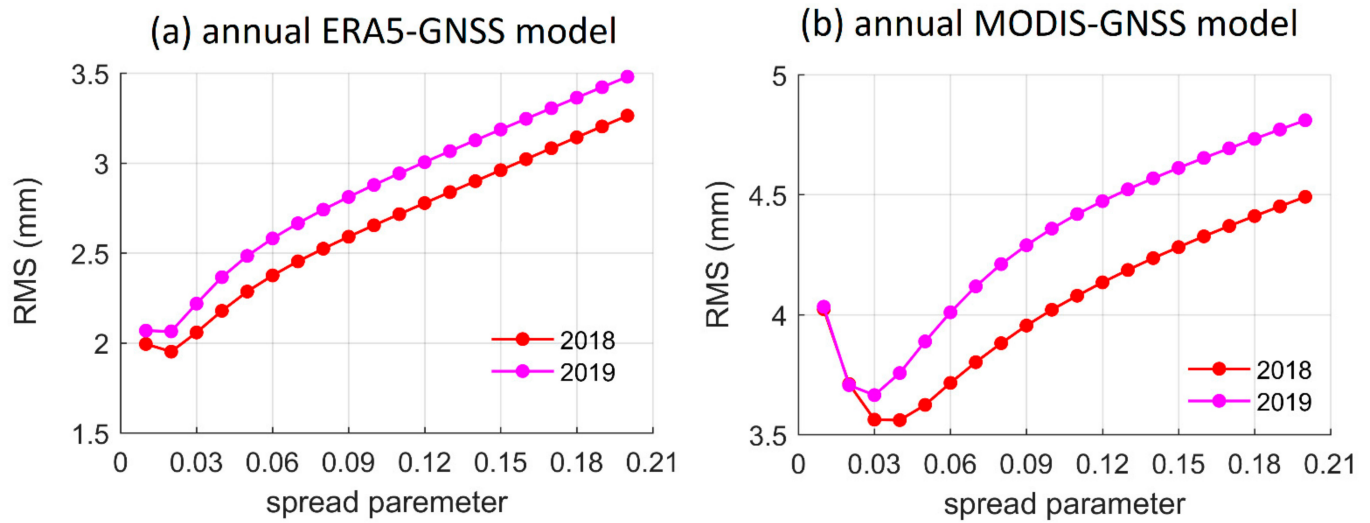 (a) annual ERA5-GNSS model
3.5
3
2.5
2
1.5
RMS (mm)
2018
2019
0 0.03 0.06 0.09 0.12 0.15 0.18 0.21
spread paremeter
(b) annual MODIS-GNSS model
5
4.5
4
3.5
RMS (mm)
2018
2019
0 0.03 0.06 0.09 0.12 0.15 0.18 0.21
spread parameter